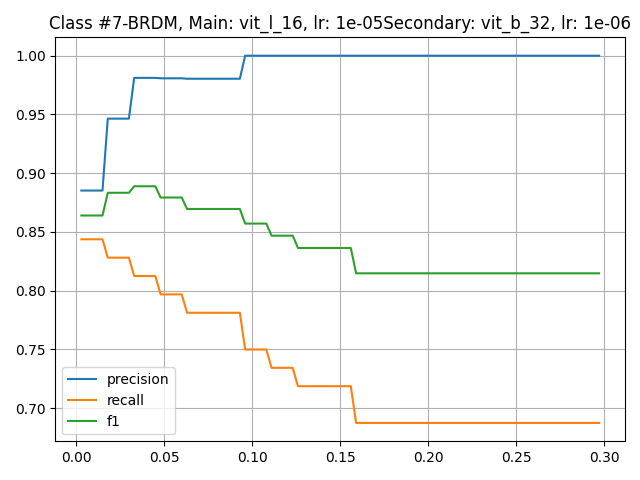 Class #7-BRDM, Main: vit_l_16, lr: 1e-05Secondary: vit_b_32, lr: 1e-06
1.00
0.95
0.90
0.85
0.80
0.75
0.70
precision
recall
f1
0.00 0.05 0.10 0.15 0.20 0.25 0.30